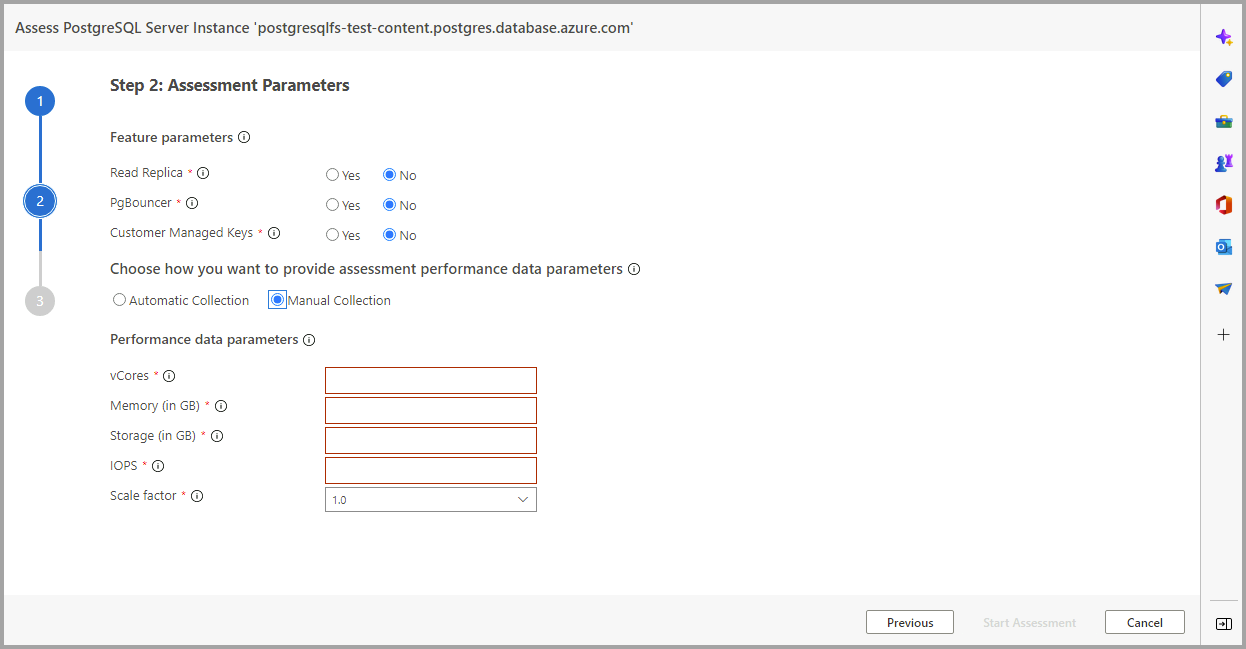 Assess PostgreSQL Server Instance 'postgresqlfs-test-content.postgres.database.azure.com'
1
Step 2: Assessment Parameters
Feature parameters
Read Replica * Yes No
2
PgBouncer * Yes No
Customer Managed Keys * Yes No
Choose how you want to provide assessment performance data parameters
3
Automatic Collection Manual Collection
Performance data parameters
vCores *
Memory (in GB) *
Storage (in GB) *
IOPS *
Scale factor * 1.0
Previous Start Assessment Cancel